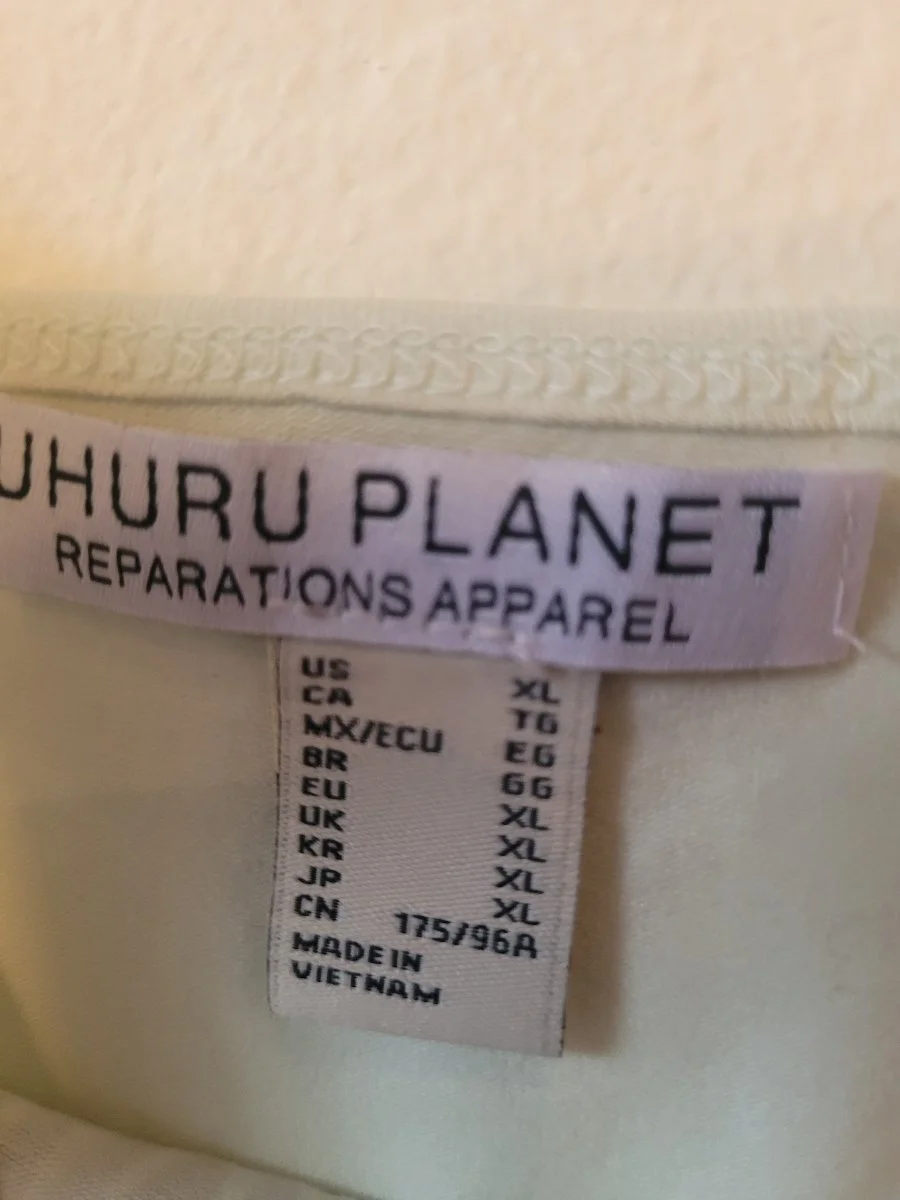 UHURU PLANET
REPARATIONS APPAREL
US XL
CA TG
MX/ECU EG
BR GG
EU XL
UK XL
KR XL
JP XL
CN 175/96A
MADE IN
VIETNAM